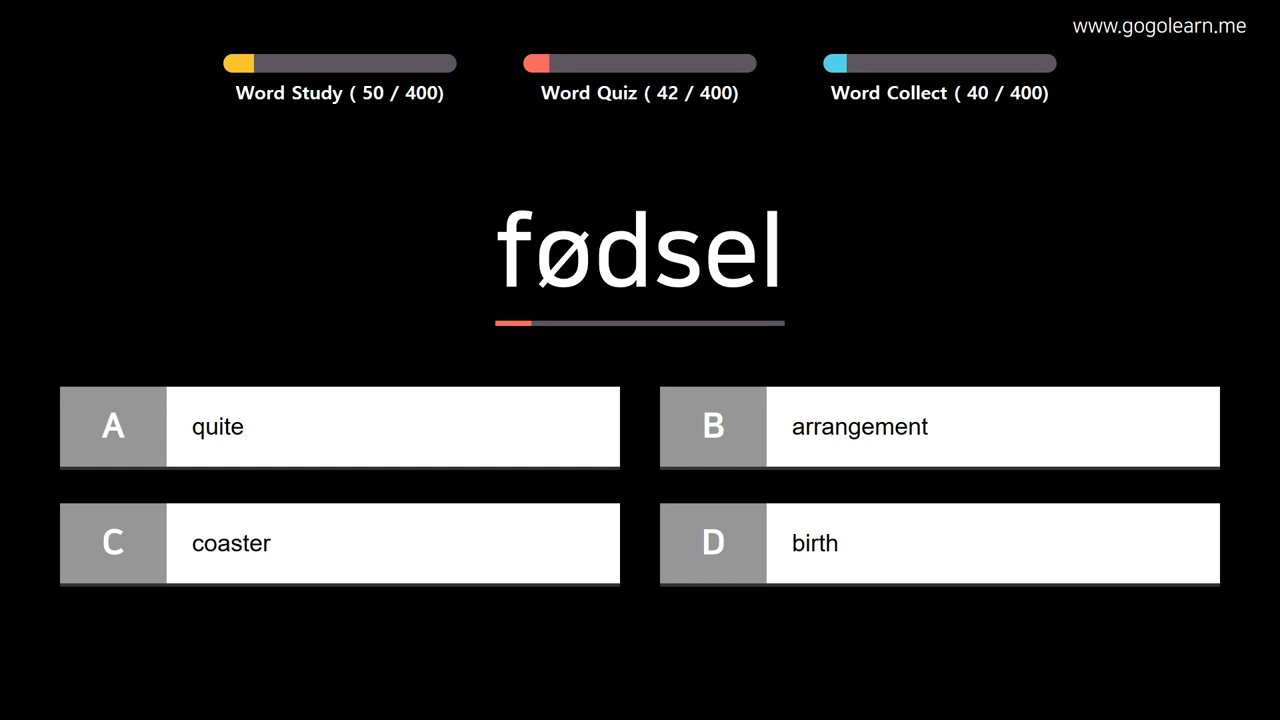 www.gogolearn.me
Word Study ( 50 / 400)
Word Quiz ( 42 / 400)
Word Collect ( 40 / 400)
fødsel
A quite
B arrangement
C coaster
D birth